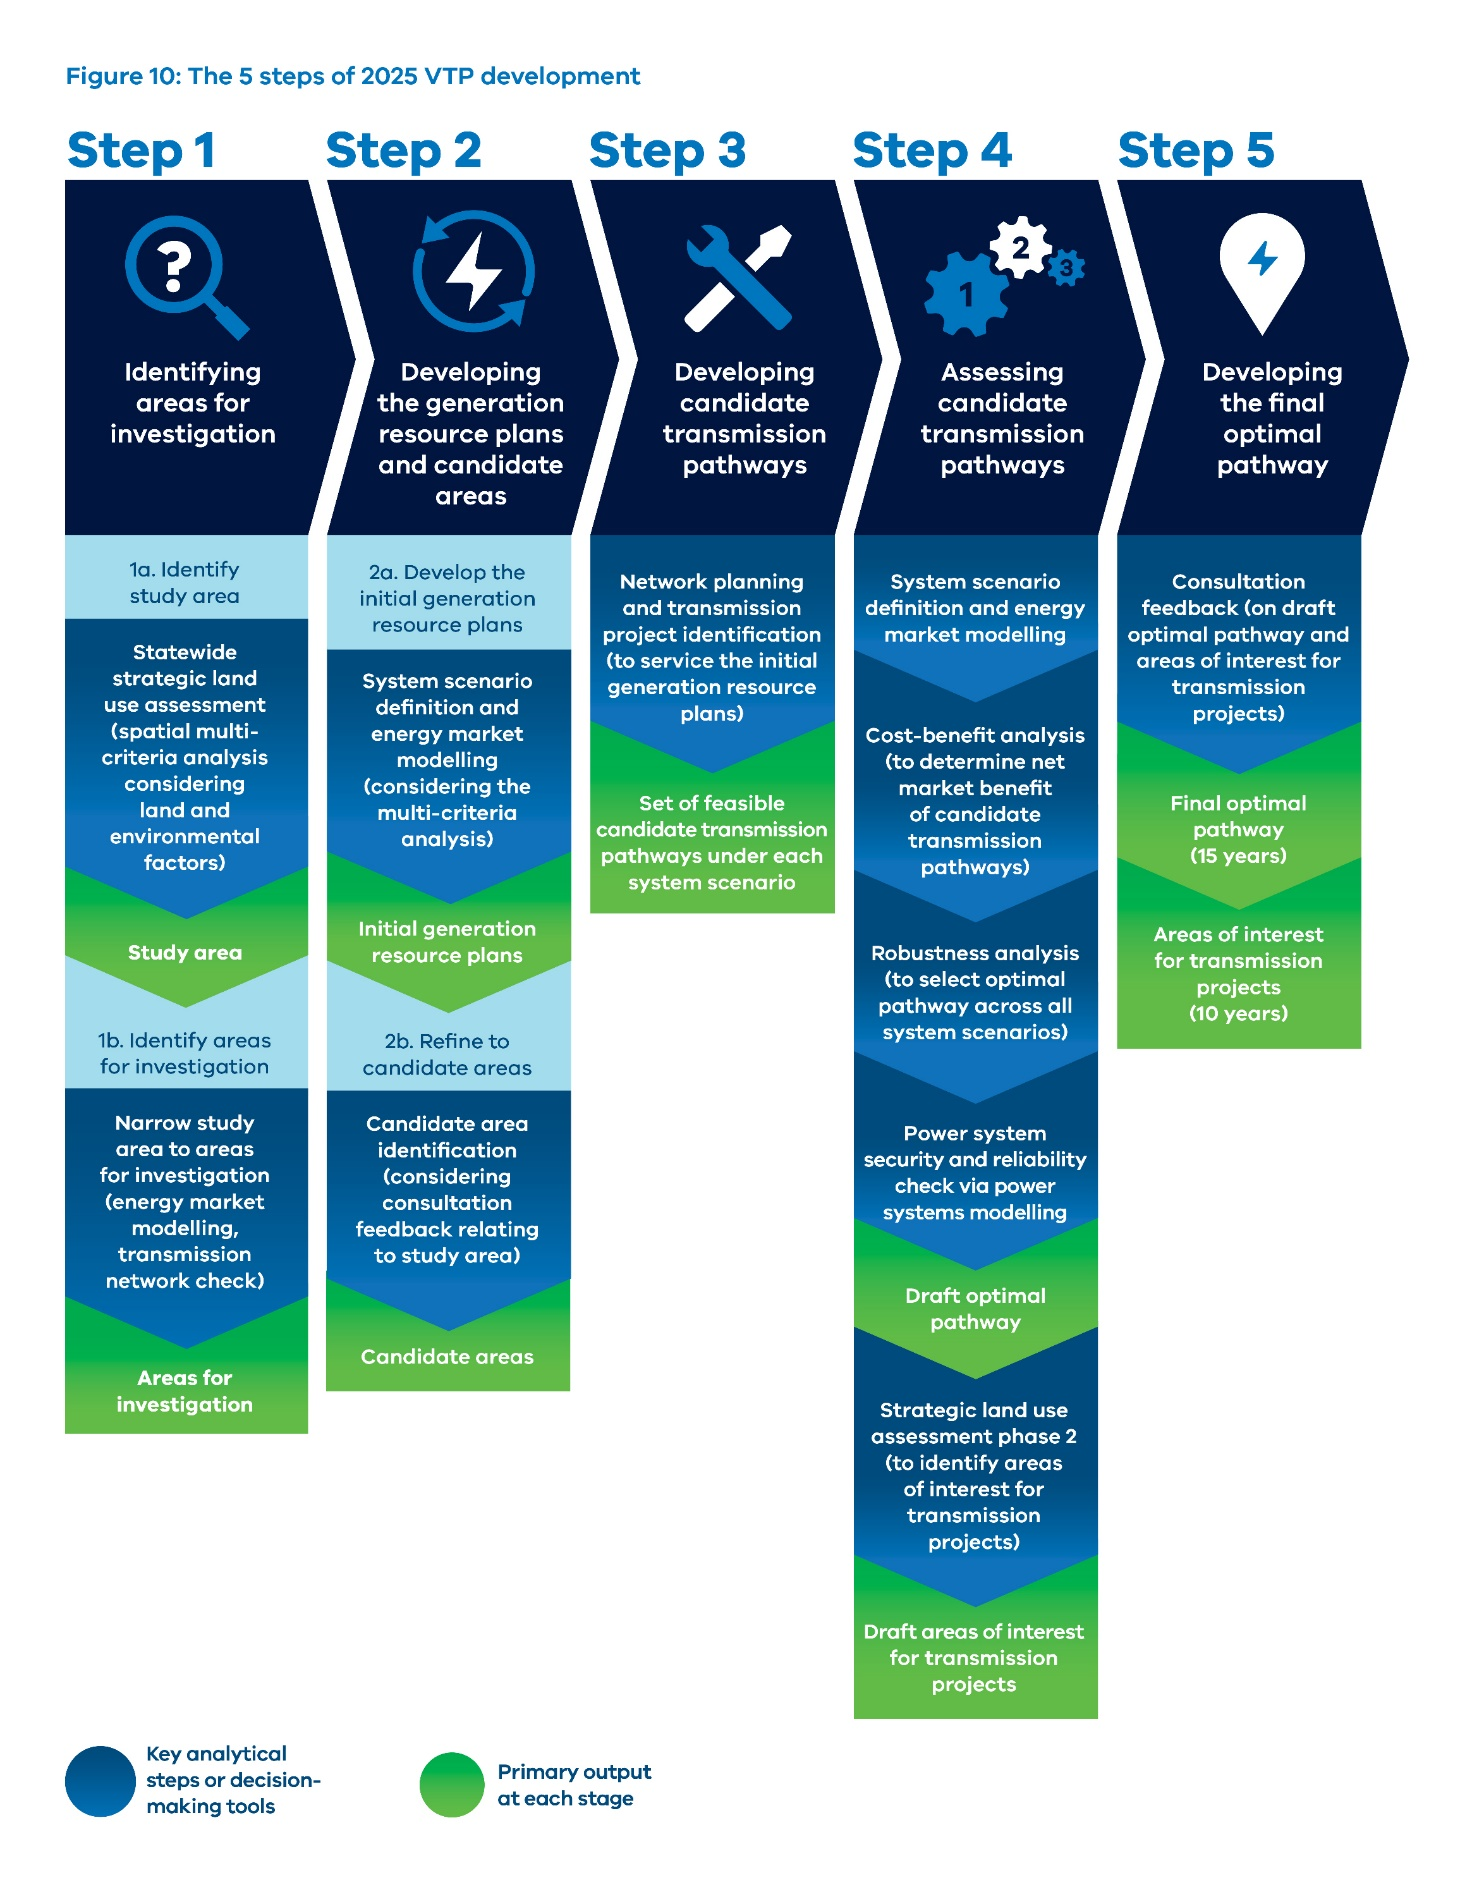 Figure 10: The 5 steps of 2025 VTP development
Step 1
?
Identifying
areas for
investigation
1a. Identify
study area
Statewide
strategic land
use assessment
(spatial multi-
criteria analysis
considering
land and
environmental
factors)
Study area
1b. Identify areas
for investigation
Narrow study
area to areas
for investigation
(energy market
modelling,
transmission
network check)
Areas for
investigation
Step 2
Developing
the generation
resource plans
and candidate
areas
2a. Develop the
initial generation
resource plans
System scenario
definition and
energy market
modelling
(considering the
multi-criteria
analysis)
Initial generation
resource plans
2b. Refine to
candidate areas
Candidate area
identification
(considering
consultation
feedback relating
to study area)
Candidate areas
Step 3
Developing
candidate
transmission
pathways
Network planning
and transmission
project identification
(to service the initial
generation resource
plans)
Set of feasible
candidate transmission
pathways under each
system scenario
Step 4
1
2
3
Assessing
candidate
transmission
pathways
System scenario
definition and energy
market modelling
Cost-benefit analysis
(to determine net
market benefit
of candidate
transmission
pathways)
Robustness analysis
(to select optimal
pathway across all
system scenarios)
Power system
security and reliability
check via power
systems modelling
Draft optimal
pathway
Strategic land use
assessment phase 2
(to identify areas
of interest for
transmission
projects)
Draft areas of interest
for transmission
projects
Step 5
Developing
the final
optimal
pathway
Consultation
feedback (on draft
optimal pathway and
areas of interest for
transmission
projects)
Final optimal
pathway
(15 years)
Areas of interest
for transmission
projects
(10 years)
Key analytical
steps or decision-
making tools
Primary output
at each stage